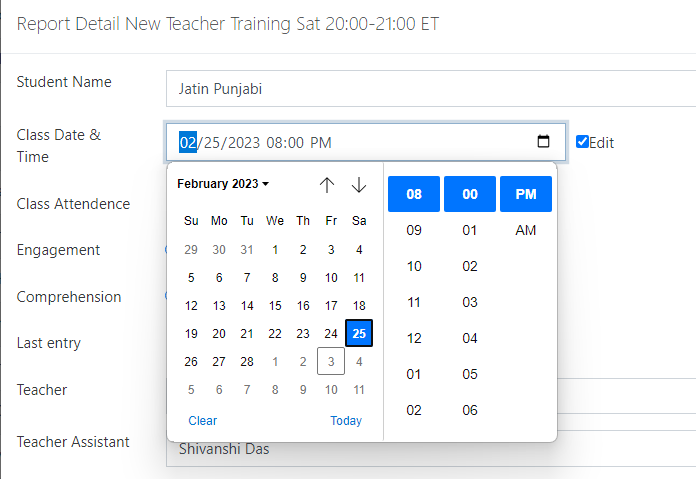 Report Detail New Teacher Training Sat 20:00-21:00 ET
Student Name
Jatin Punjabi
Class Date &
Time
02/25/2023 08:00 PM
Edit
Class Attendence
Engagement
Comprehension
Last entry
Teacher
Teacher Assistant
Shivanshi Das
February 2023
Su Mo Tu We Th Fr Sa
29 30 31 1 2 3 4
5 6 7 8 9 10 11
12 13 14 15 16 17 18
19 20 21 22 23 24 25
26 27 28 1 2 3 4
5 6 7 8 9 10 11
Clear Today
08 00 PM
09 01 AM
10 02
11 03
12 04
01 05
02 06